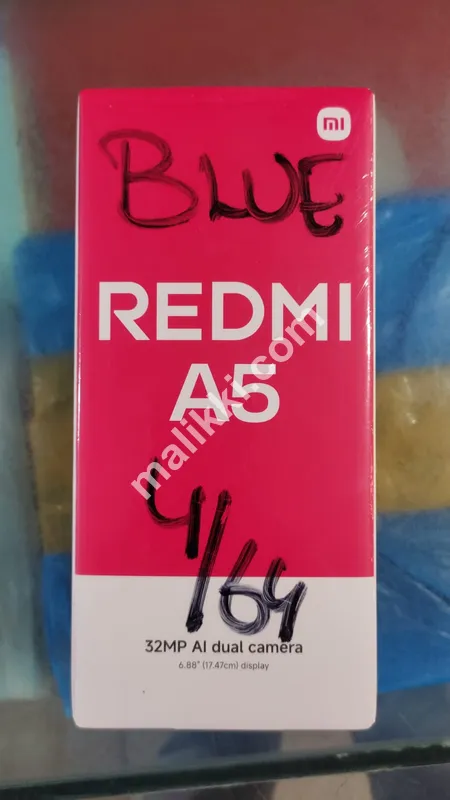 mi
BLUE
REDMI
A5
malikki.com
4/64
32MP AI dual camera
6.88" (17.47cm) display